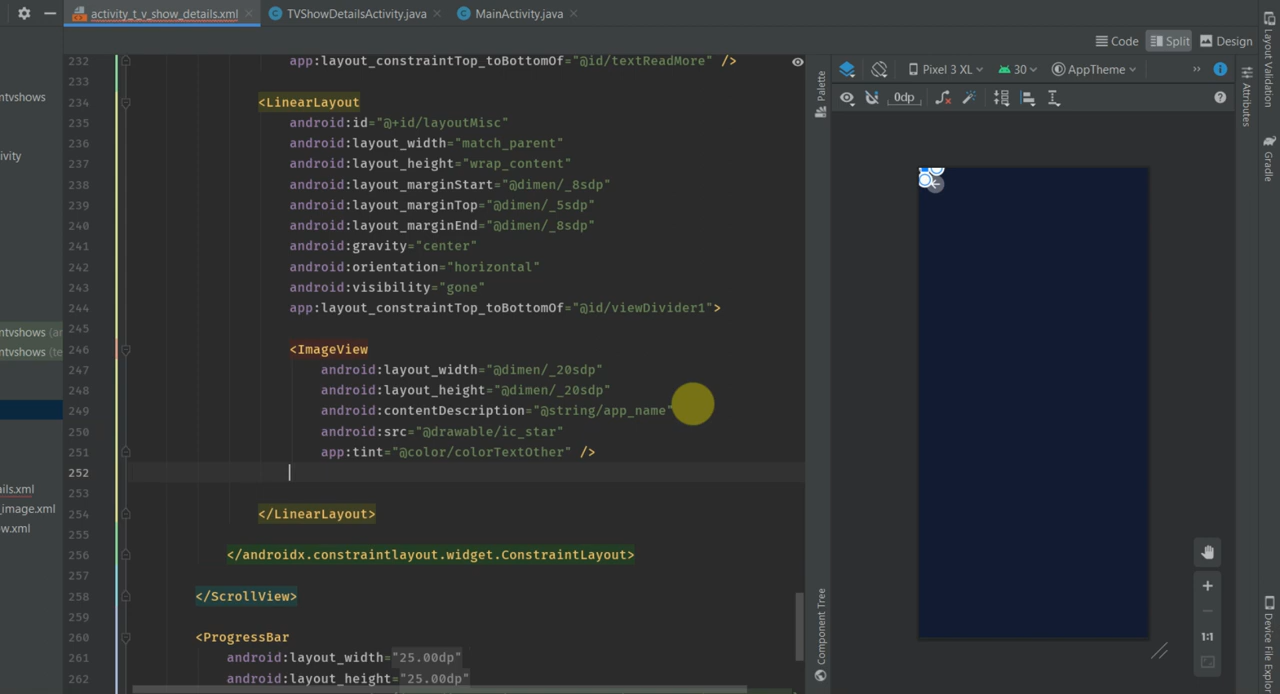 activity_t_v_show_details.xml
TVShowDetailsActivity.java
MainActivity.java
Code
Split
Design
ntvshows
ivity
ntvshows (an
ntvshows (te
ils.xml
_image.xml
w.xml
232 app:layout_constraintTop_toBottomOf="@id/textReadMore" />
233
234 <LinearLayout
235 android:id="@+id/layoutMisc"
236 android:layout_width="match_parent"
237 android:layout_height="wrap_content"
238 android:layout_marginStart="@dimen/_8sdp"
239 android:layout_marginTop="@dimen/_5sdp"
240 android:layout_marginEnd="@dimen/_8sdp"
241 android:gravity="center"
242 android:orientation="horizontal"
243 android:visibility="gone"
244 app:layout_constraintTop_toBottomOf="@id/viewDivider1">
245
246 <ImageView
247 android:layout_width="@dimen/_20sdp"
248 android:layout_height="@dimen/_20sdp"
249 android:contentDescription="@string/app_name"
250 android:src="@drawable/ic_star"
251 app:tint="@color/colorTextOther" />
252
253
254 </LinearLayout>
255
256 </androidx.constraintlayout.widget.ConstraintLayout>
257
258 </ScrollView>
259
260 <ProgressBar
261 android:layout_width="25.00dp"
262 android:layout_height="25.00dp"
Palette
Component Tree
Pixel 3 XL
30
AppTheme
»
0dp
1:1
Attributes
Layout Validation
Gradle
Device File Explo